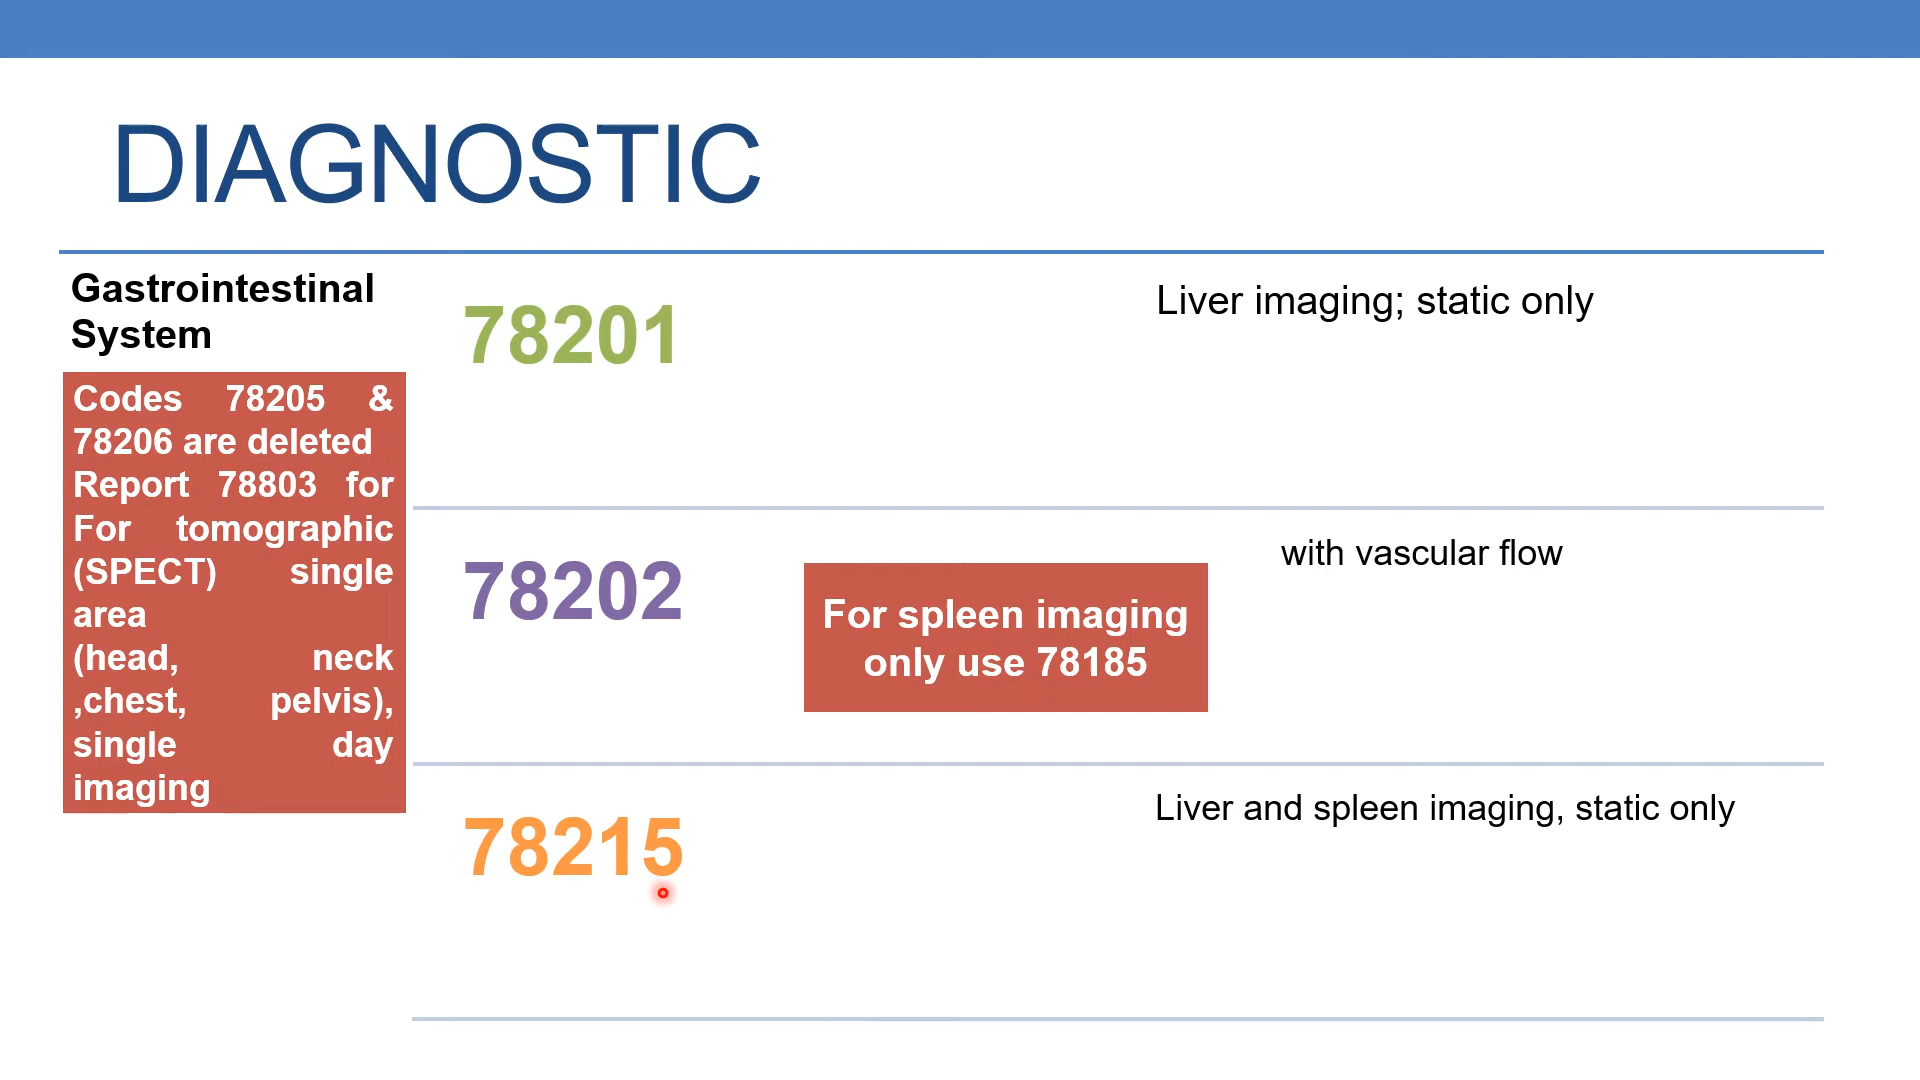 DIAGNOSTIC
Gastrointestinal
System
Codes 78205 &
78206 are deleted
Report 78803 for
For tomographic
(SPECT) single
area
(head, neck
,chest, pelvis),
single day
imaging
78201
Liver imaging; static only
78202
For spleen imaging
only use 78185
with vascular flow
78215
Liver and spleen imaging, static only